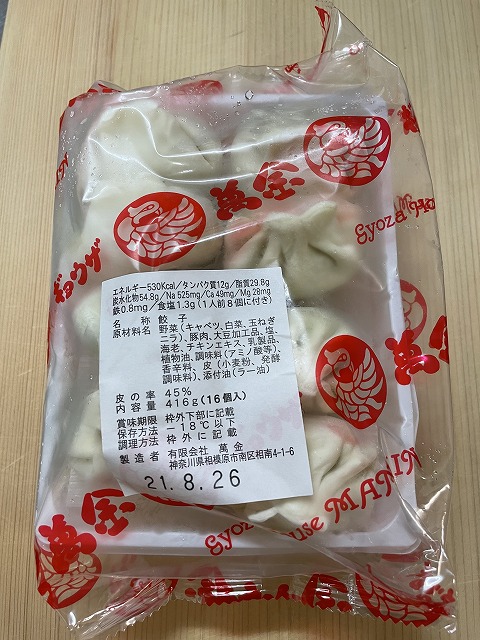 萬金
Gyoza Ho
ギョウザ
萬金
エネルギー530Kcal/タンパク質12g/脂質29.8g
炭水化物54.8g/Na 525mg/Ca 49mg/Mg 28mg
鉄0.8mg/食塩1.3g(1人前8個に付き)
名 称 餃 子
原材料名 野菜(キャベツ、白菜、玉ねぎ
ニラ)、豚肉、大豆加工品、塩、
海老、チキンエキス、乳製品、
植物油、調味料(アミノ酸等)、
香辛料、皮(小麦粉、発酵
調味料)、添付油(ラー油)
皮の率 45%
内容量 416g(16個入)
賞味期限 枠外下部に記載
保存方法 -18℃以下
調理方法 枠外に記載
製造者 有限会社 萬金
神奈川県相模原市南区相南4-1-6
21.8.26
萬金
Gyoza House MANKIN
萬金